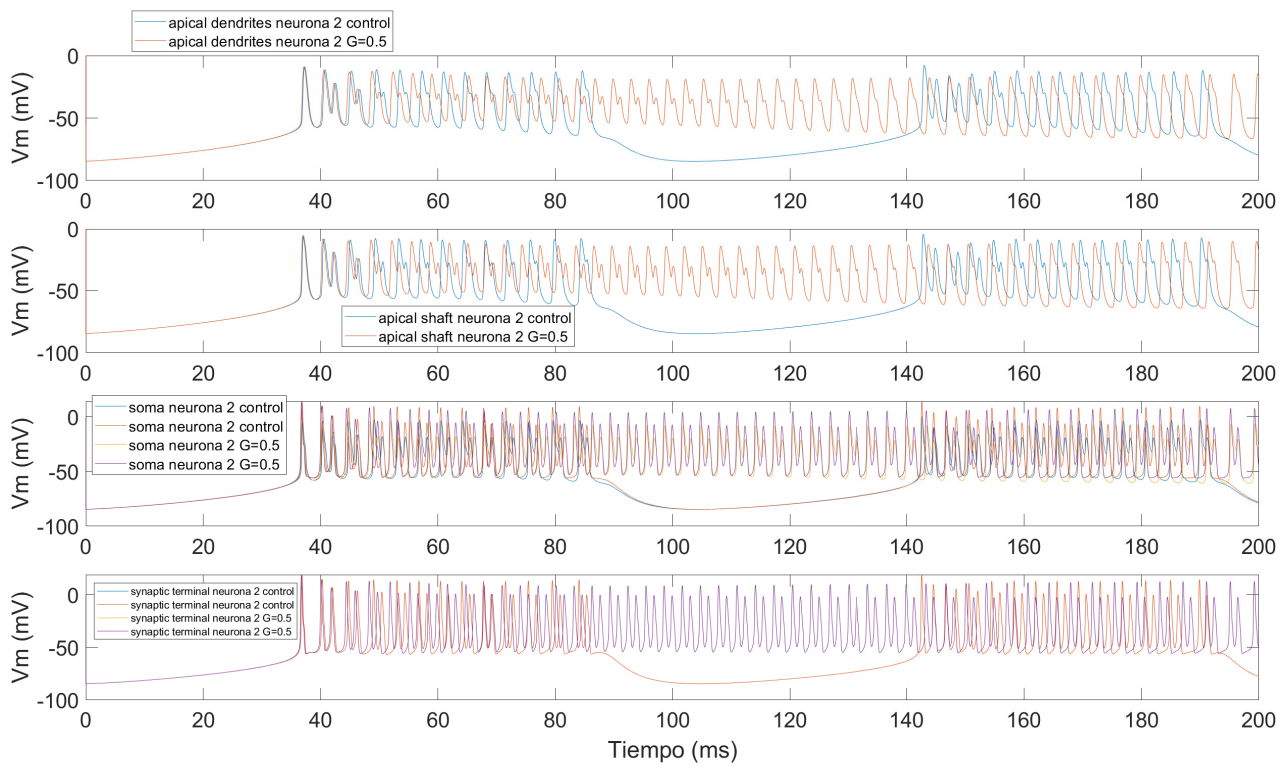 apical dendrites neurona 2 control
apical dendrites neurona 2 G=0.5
0
-50
-100
Vm (mV)
0 20 40 60 80 100 120 140 160 180 200
0
-50
-100
Vm (mV)
apical shaft neurona 2 control
apical shaft neurona 2 G=0.5
0 20 40 60 80 100 120 140 160 180 200
0
-50
-100
Vm (mV)
soma neurona 2 control
soma neurona 2 control
soma neurona 2 G=0.5
soma neurona 2 G=0.5
0 20 40 60 80 100 120 140 160 180 200
0
-50
-100
Vm (mV)
synaptic terminal neurona 2 control
synaptic terminal neurona 2 control
synaptic terminal neurona 2 G=0.5
synaptic terminal neurona 2 G=0.5
0 20 40 60 80 100 120 140 160 180 200
Tiempo (ms)